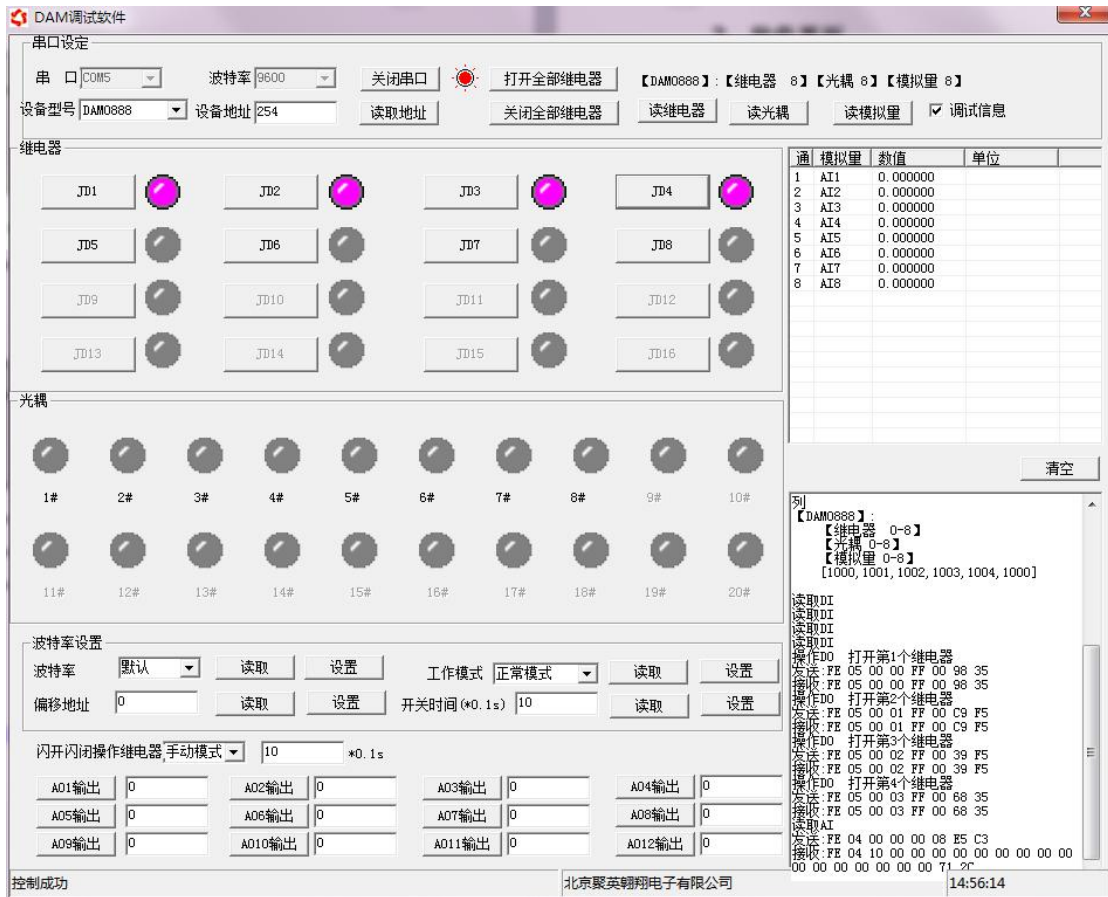 DAM调试软件
串口设定
串 口 COM5 波特率 9600 关闭串口 打开全部继电器 【DAM0888】:【继电器 8】【光耦 8】【模拟量 8】
设备型号 DAM0888 设备地址 254 读取地址 关闭全部继电器 读继电器 读光耦 读模拟量 调试信息
继电器
JD1 JD2 JD3 JD4
JD5 JD6 JD7 JD8
JD9 JD10 JD11 JD12
JD13 JD14 JD15 JD16
通 模拟量 数值 单位
1 AI1 0.000000
2 AI2 0.000000
3 AI3 0.000000
4 AI4 0.000000
5 AI5 0.000000
6 AI6 0.000000
7 AI7 0.000000
8 AI8 0.000000
光耦
1# 2# 3# 4# 5# 6# 7# 8# 9# 10#
11# 12# 13# 14# 15# 16# 17# 18# 19# 20#
清空
列
【DAM0888】:
【继电器 0-8】
【光耦 0-8】
【模拟量 0-8】
[1000,1001,1002,1003,1004,1000]
读取DI
读取DI
读取DI
读取DI
操作DO 打开第1个继电器
发送:FE 05 00 00 FF 00 98 35
接收:FE 05 00 00 FF 00 98 35
操作DO 打开第2个继电器
发送:FE 05 00 01 FF 00 C9 F5
接收:FE 05 00 01 FF 00 C9 F5
操作DO 打开第3个继电器
发送:FE 05 00 02 FF 00 39 F5
接收:FE 05 00 02 FF 00 39 F5
操作DO 打开第4个继电器
发送:FE 05 00 03 FF 00 68 35
接收:FE 05 00 03 FF 00 68 35
读取AI
发送:FE 04 00 00 00 08 E5 C3
接收:FE 04 10 00 00 00 00 00 00 00 00 00
00 00 00 00 00 00 00 71 2C
波特率设置
波特率 默认 读取 设置 工作模式 正常模式 读取 设置
偏移地址 0 读取 设置 开关时间(*0.1s) 10 读取 设置
闪开闪闭操作继电器 手动模式 10 *0.1s
AO1输出 0 AO2输出 0 AO3输出 0 AO4输出 0
AO5输出 0 AO6输出 0 AO7输出 0 AO8输出 0
AO9输出 0 AO10输出 0 AO11输出 0 AO12输出 0
控制成功 北京聚英翱翔电子有限公司 14:56:14